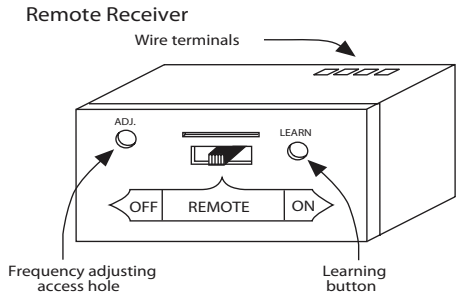 Remote Receiver
Wire terminals
ADJ.
LEARN
OFF
REMOTE
ON
Frequency adjusting
access hole
Learning
button